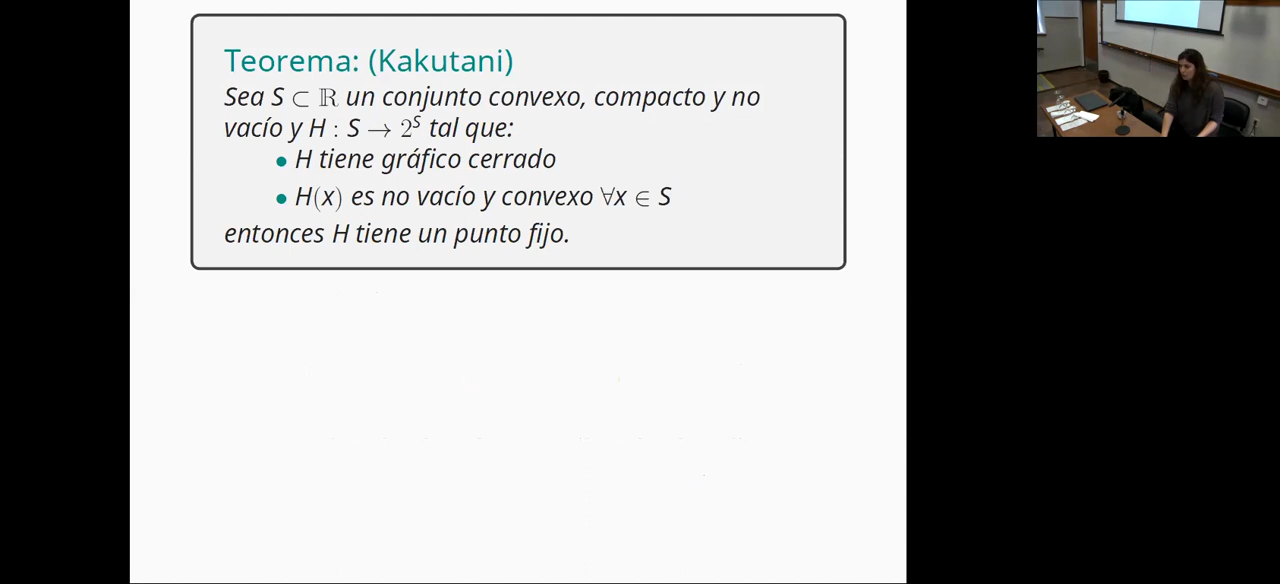 Teorema: (Kakutani)
Sea S ⊂ ℝ un conjunto convexo, compacto y no
vacío y H : S → 2^S tal que:
• H tiene gráfico cerrado
• H(x) es no vacío y convexo ∀x ∈ S
entonces H tiene un punto fijo.